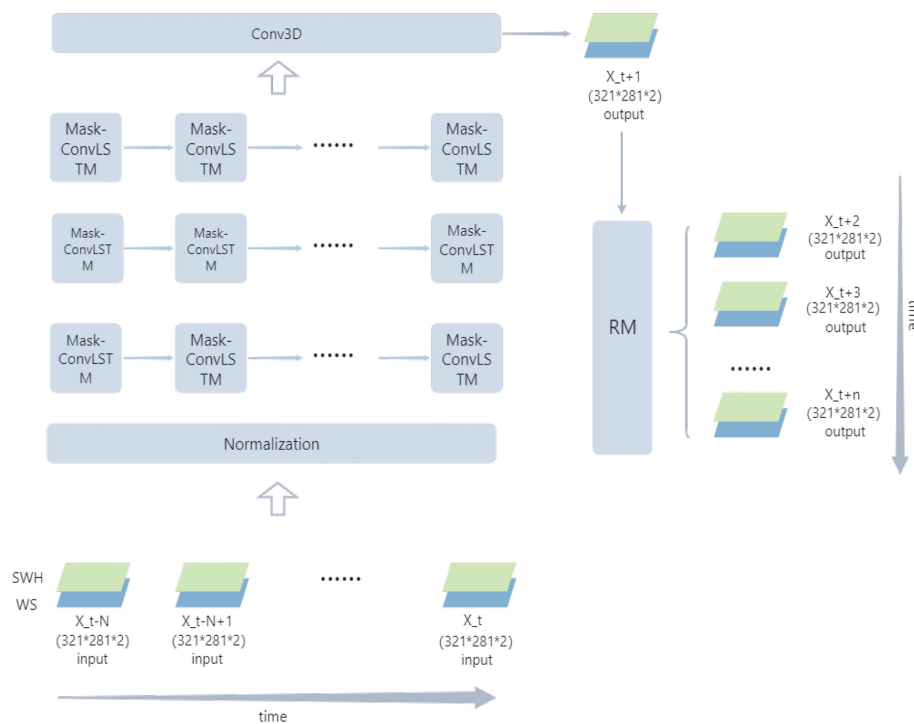 Conv3D
X_t+1
(321*281*2)
output
Mask-
ConvLS
TM
Mask-
ConvLS
TM
······
Mask-
ConvLS
TM
Mask-
ConvLST
M
Mask-
ConvLST
M
······
Mask-
ConvLST
M
Mask-
ConvLST
M
Mask-
ConvLS
TM
······
Mask-
ConvLS
TM
Normalization
RM
X_t+2
(321*281*2)
output
X_t+3
(321*281*2)
output
······
X_t+n
(321*281*2)
output
time
SWH
WS
······
X_t-N
(321*281*2)
input
X_t-N+1
(321*281*2)
input
X_t
(321*281*2)
input
time